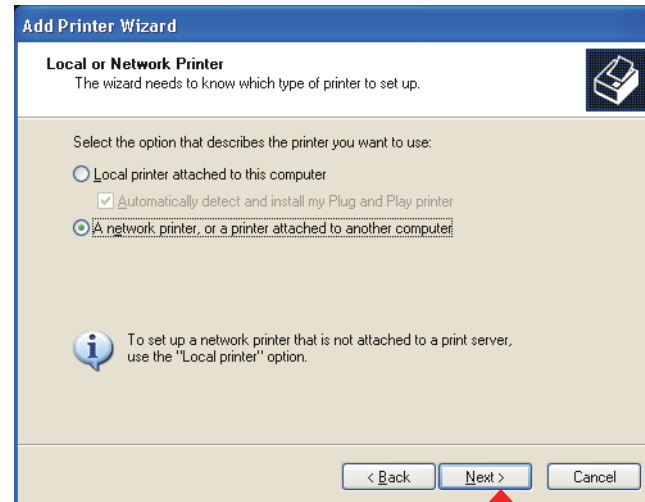 Add Printer Wizard
Local or Network Printer
The wizard needs to know which type of printer to set up.
Select the option that describes the printer you want to use:
Local printer attached to this computer
Automatically detect and install my Plug and Play printer
A network printer, or a printer attached to another computer
To set up a network printer that is not attached to a print server,
use the "Local printer" option.
< Back Next > Cancel